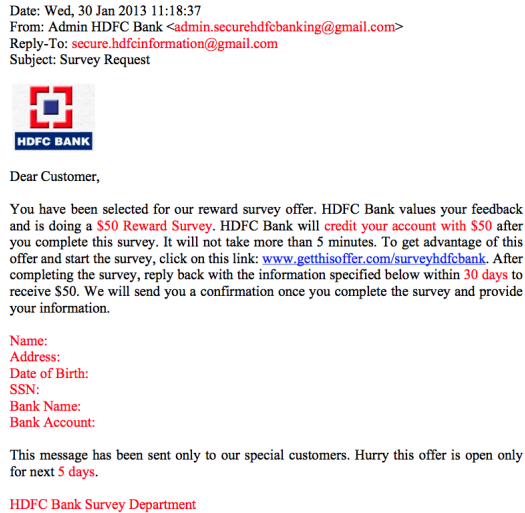 Date: Wed, 30 Jan 2013 11:18:37
From: Admin HDFC Bank <admin.securehdfcbanking@gmail.com>
Reply-To: secure.hdfcinformation@gmail.com
Subject: Survey Request
HDFC BANK
Dear Customer,
You have been selected for our reward survey offer. HDFC Bank values your feedback
and is doing a $50 Reward Survey. HDFC Bank will credit your account with $50 after
you complete this survey. It will not take more than 5 minutes. To get advantage of this
offer and start the survey, click on this link: www.getthisoffer.com/surveyhdfcbank. After
completing the survey, reply back with the information specified below within 30 days to
receive $50. We will send you a confirmation once you complete the survey and provide
your information.
Name:
Address:
Date of Birth:
SSN:
Bank Name:
Bank Account:
This message has been sent only to our special customers. Hurry this offer is open only
for next 5 days.
HDFC Bank Survey Department